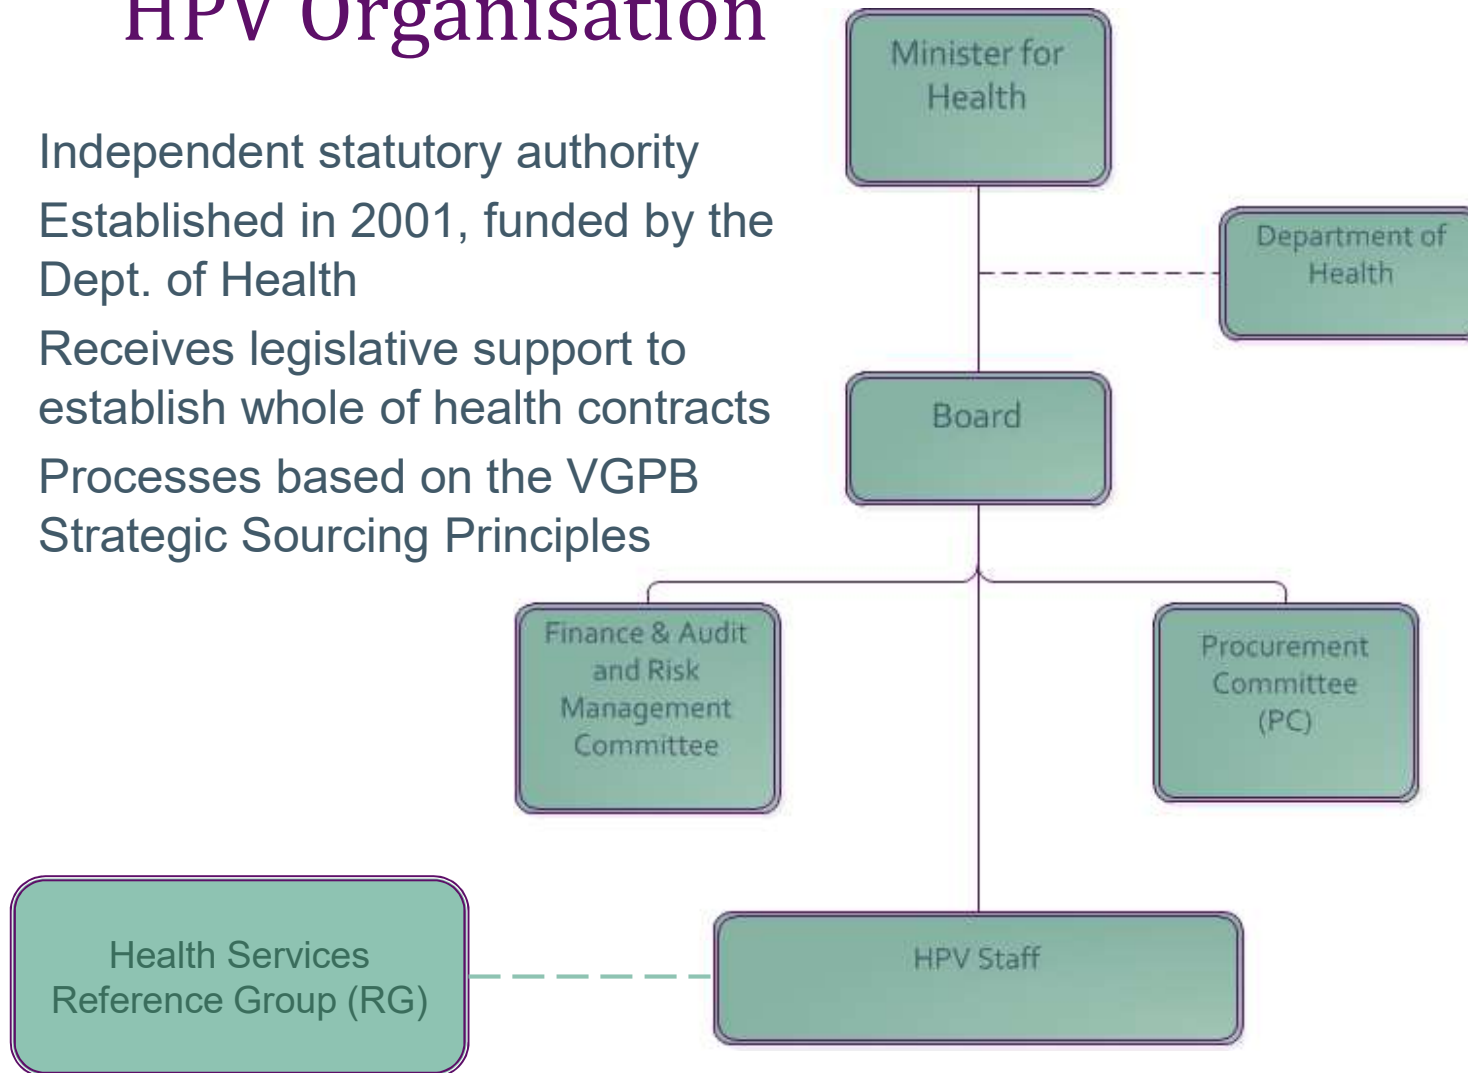 HPV Organisation
Independent statutory authority
Established in 2001, funded by the
Dept. of Health
Receives legislative support to
establish whole of health contracts
Processes based on the VGPB
Strategic Sourcing Principles
Minister for
Health
Department of
Health
Board
Finance & Audit
and Risk
Management
Committee
Procurement
Committee
(PC)
Health Services
Reference Group (RG)
HPV Staff